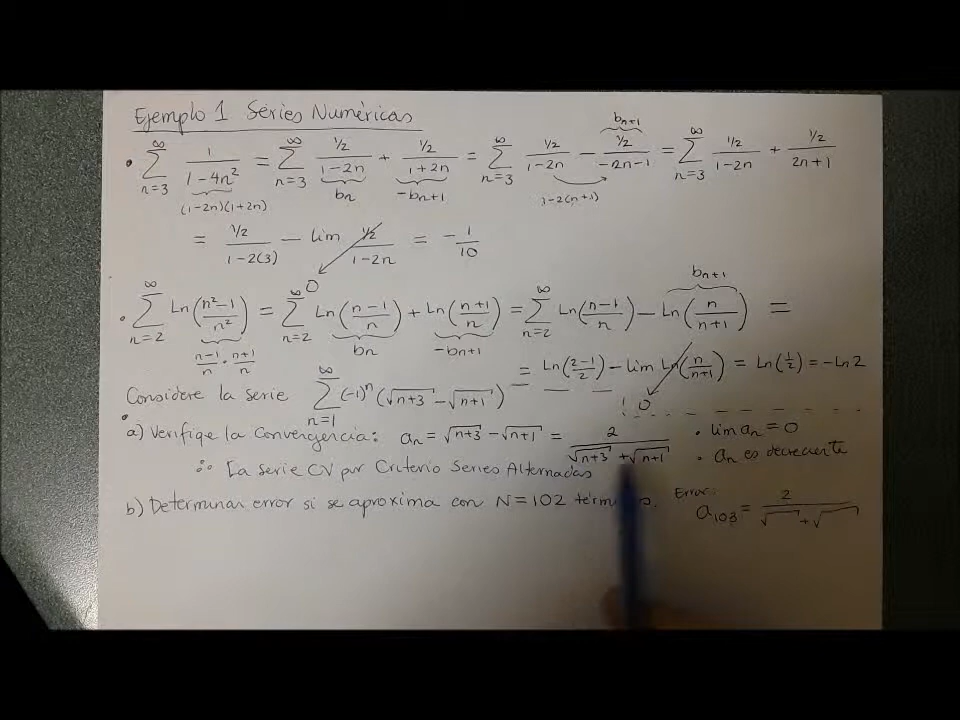 Ejemplo 1 Series Numéricas
• ∞∑n=3 1/(1-4n²) = ∞∑n=3 (1/2)/(1-2n) + (1/2)/(1+2n) = ∞∑n=3 (1/2)/(1-2n) - (1/2)/(-2n-1) = ∞∑n=3 (1/2)/(1-2n) + (1/2)/(2n+1)
(1-2n)(1+2n) bn -bn+1 1-2(n+1) bn+1
= (1/2)/(1-2(3)) - lim (1/2)/(1-2n) = -1/10
0
• ∞∑n=2 Ln((n²-1)/n²) = ∞∑n=2 Ln((n-1)/n) + Ln((n+1)/n) = ∞∑n=2 Ln((n-1)/n) - Ln(n/(n+1)) =
(n-1)/n · (n+1)/n bn -bn+1 bn+1
= Ln((2-1)/2) - lim Ln(n/(n+1)) = Ln(1/2) = -Ln2
0
• Considere la serie ∞∑n=1 (-1)ⁿ(√(n+3) - √(n+1))
a) Verifique la convergencia: an = √(n+3) - √(n+1) = 2/(√(n+3) + √(n+1)) • lim an = 0
∴ La serie CV por Criterio Series Alternadas • an es decreciente
b) Determinar error si se aproxima con N=102 términos. Error: a103 = 2/(√ + √)